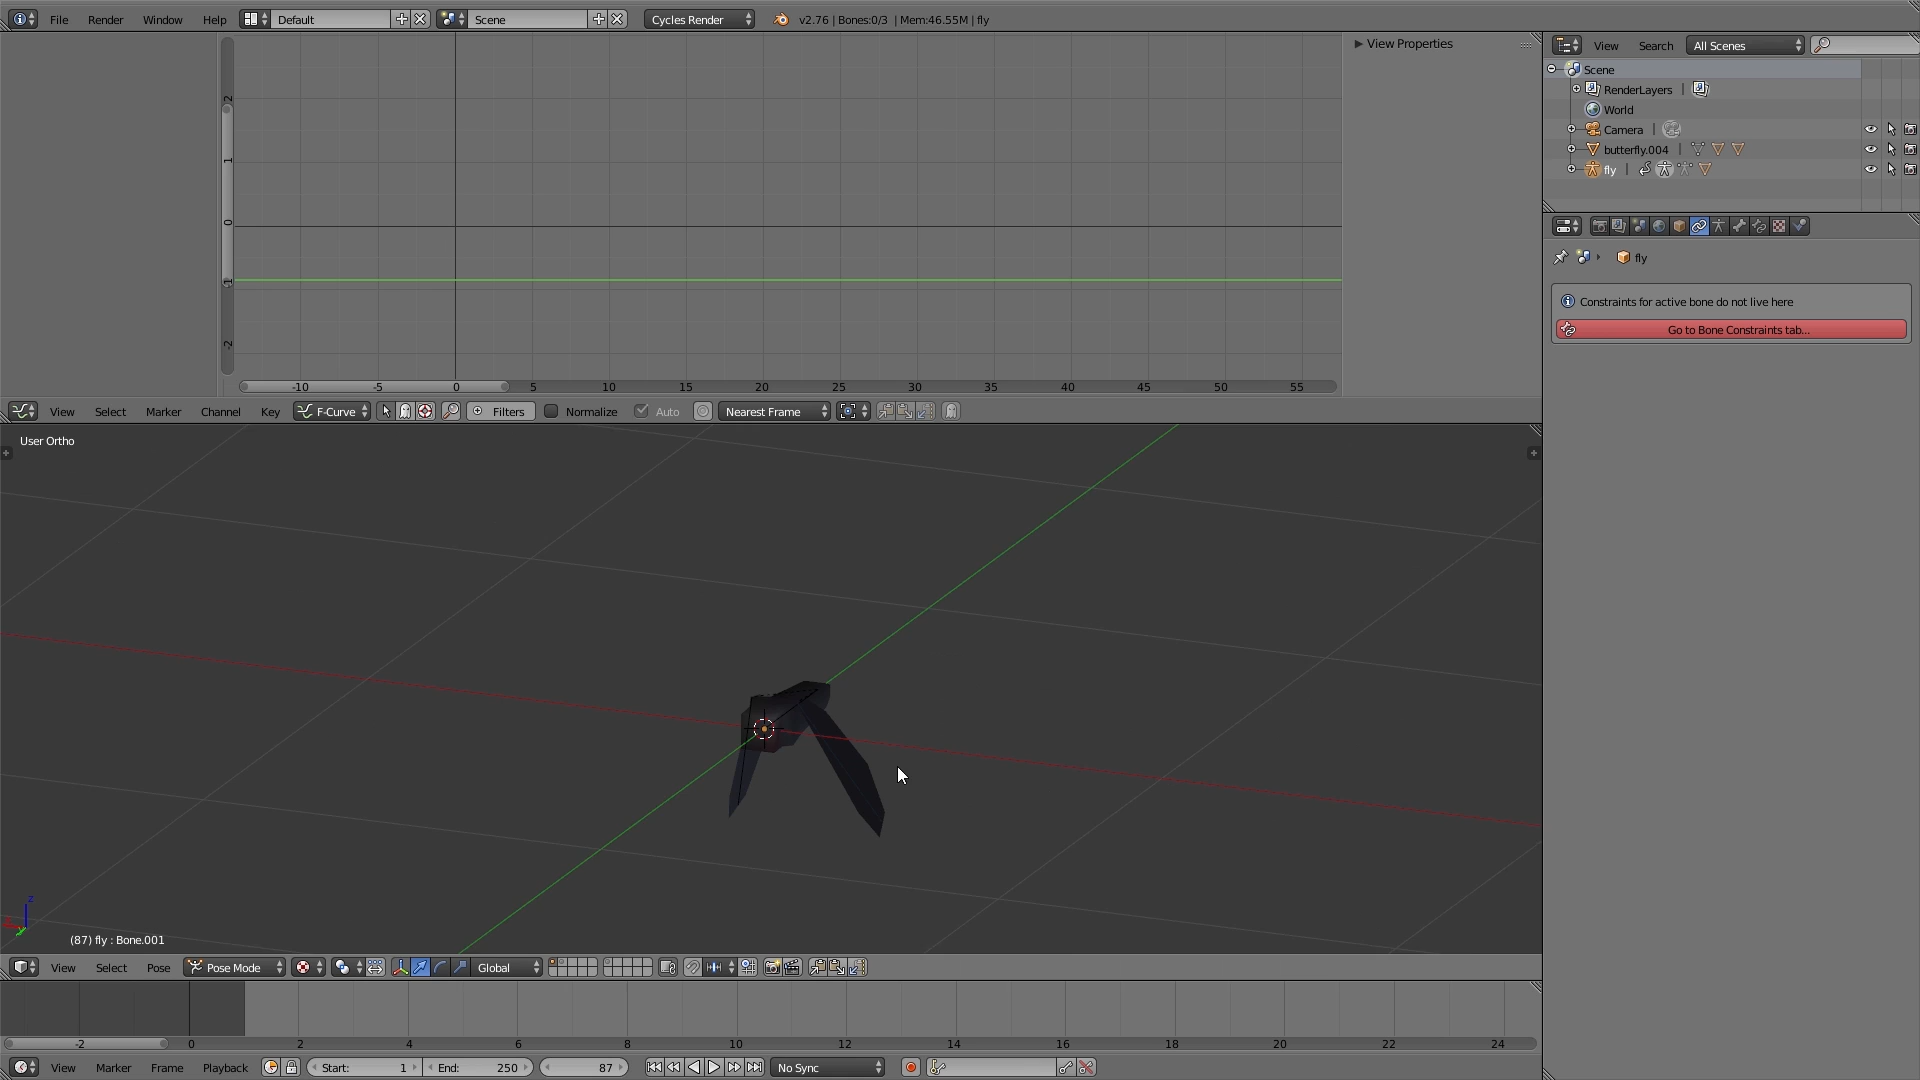 File Render Window Help Default Scene Cycles Render v2.76 | Bones:0/3 | Mem:46.55M | fly
View Properties
View Search All Scenes
Scene
RenderLayers |
World
Camera |
butterfly.004 |
fly |
fly
Constraints for active bone do not live here
Go to Bone Constraints tab...
2
1
0
-1
-2
-10 -5 0 5 10 15 20 25 30 35 40 45 50 55
View Select Marker Channel Key F-Curve Filters Normalize Auto Nearest Frame
User Ortho
z
(87) fly : Bone.001
View Select Pose Pose Mode Global
-2 0 2 4 6 8 10 12 14 16 18 20 22 24
View Marker Frame Playback Start: 1 End: 250 87 No Sync